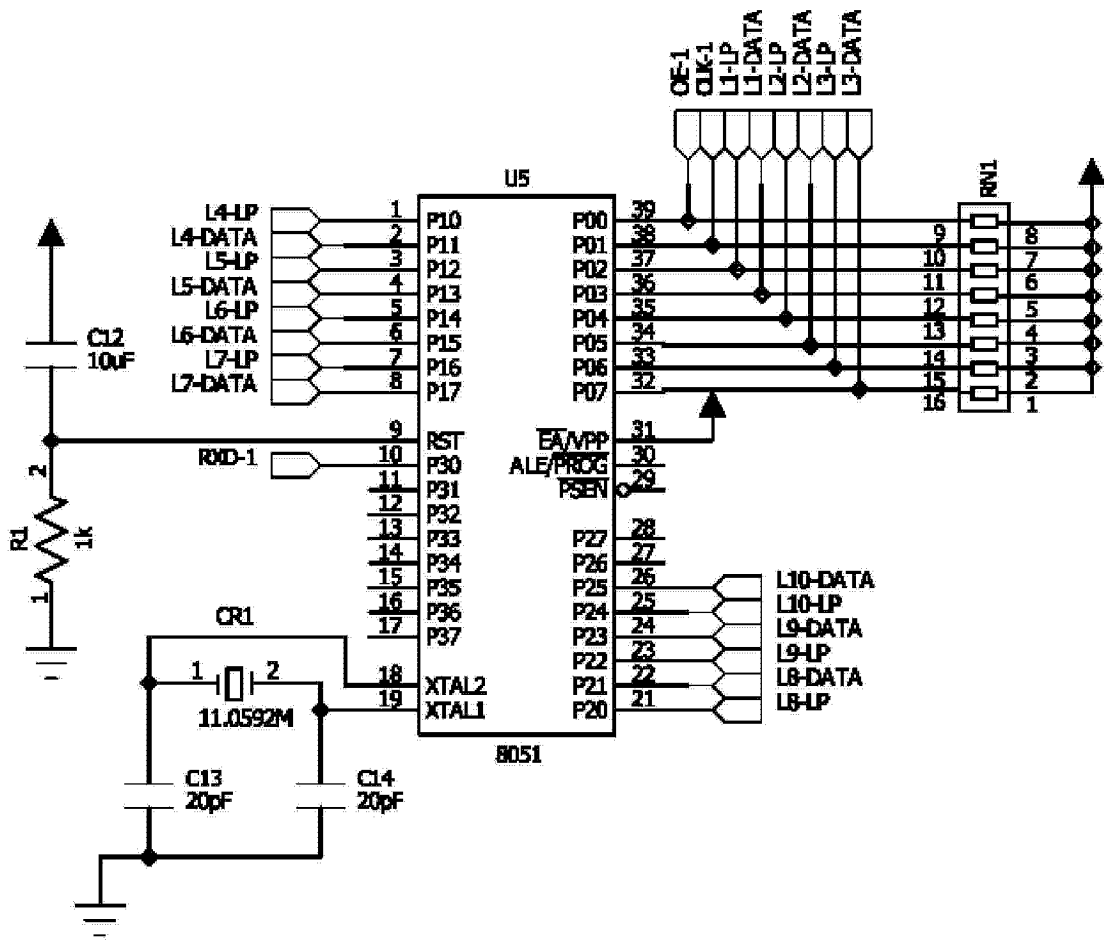 OE-1
CLK-1
L1-LP
L1-DATA
L2-LP
L2-DATA
L3-LP
L3-DATA
U5
RN1
L4-LP 1 P10 P00 39
L4-DATA 2 P11 P01 38 9 8
L5-LP 3 P12 P02 37 10 7
L5-DATA 4 P13 P03 36 11 6
L6-LP 5 P14 P04 35 12 5
L6-DATA 6 P15 P05 34 13 4
L7-LP 7 P16 P06 33 14 3
L7-DATA 8 P17 P07 32 15 2
16 1
C12
10uF
9 RST EA/VPP 31
RXD-1 10 P30 ALE/PROG 30
11 P31 PSEN 29
12 P32
13 P33 P27 28
14 P34 P26 27
15 P35 P25 26 L10-DATA
16 P36 P24 25 L10-LP
17 P37 P23 24 L9-DATA
P22 23 L9-LP
18 XTAL2 P21 22 L8-DATA
19 XTAL1 P20 21 L8-LP
2
R1
1k
1
CR1
1 2
11.0592M
8051
C13
20pF
C14
20pF